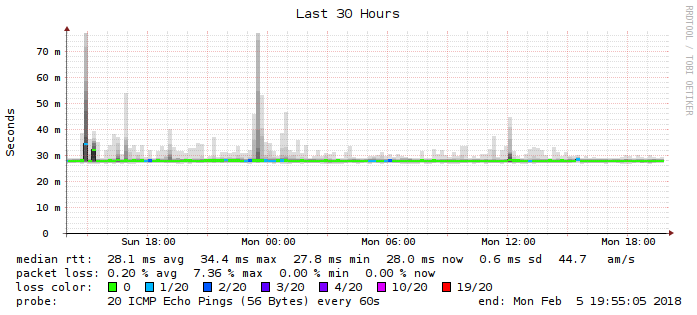 Last 30 Hours
RRDTOOL / TOBI OETIKER
Seconds
70 m
60 m
50 m
40 m
30 m
20 m
10 m
0
Sun 18:00 Mon 00:00 Mon 06:00 Mon 12:00 Mon 18:00
median rtt: 28.1 ms avg 34.4 ms max 27.8 ms min 28.0 ms now 0.6 ms sd 44.7 am/s
packet loss: 0.20 % avg 7.36 % max 0.00 % min 0.00 % now
loss color: 0 1/20 2/20 3/20 4/20 10/20 19/20
probe: 20 ICMP Echo Pings (56 Bytes) every 60s end: Mon Feb 5 19:55:05 2018